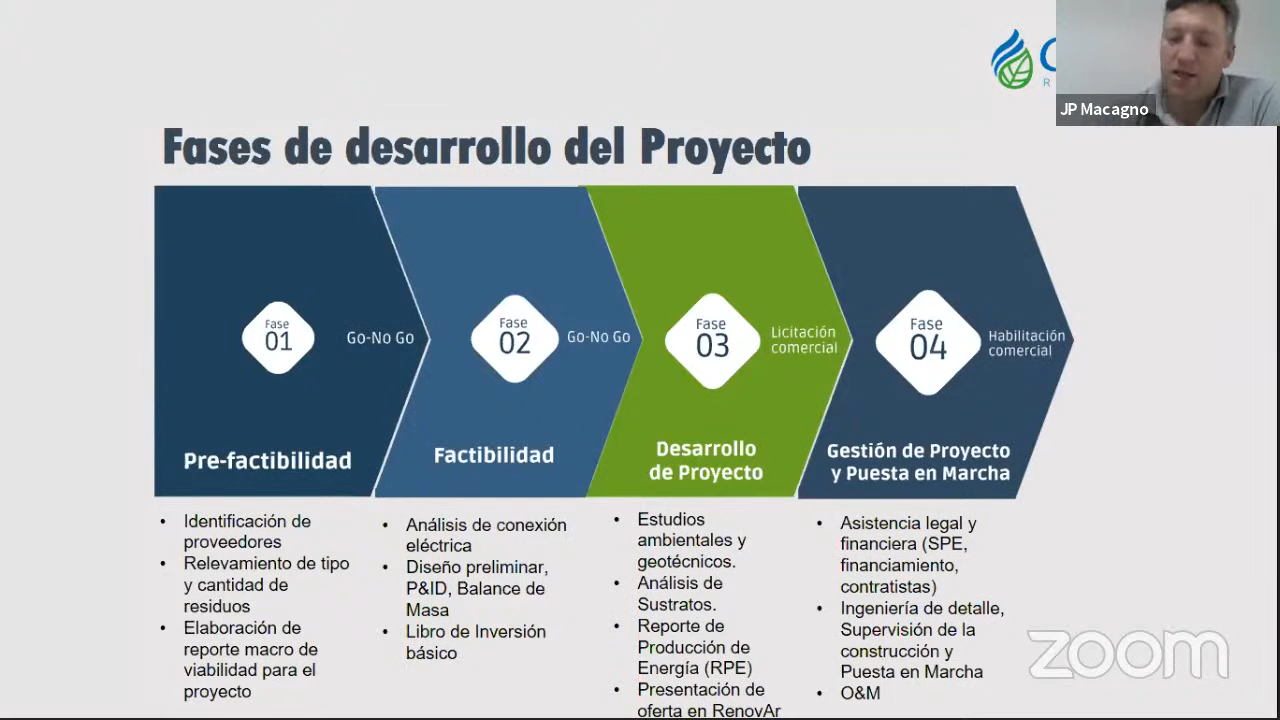 JP Macagno
Fases de desarrollo del Proyecto
Fase
01
Go-No Go
Pre-factibilidad
Fase
02
Go-No Go
Factibilidad
Fase
03
Licitación
comercial
Desarrollo
de Proyecto
Fase
04
Habilitación
comercial
Gestión de Proyecto
y Puesta en Marcha
• Identificación de
proveedores
• Relevamiento de tipo
y cantidad de
residuos
• Elaboración de
reporte macro de
viabilidad para el
proyecto
• Análisis de conexión
eléctrica
• Diseño preliminar,
P&ID, Balance de
Masa
• Libro de Inversión
básico
• Estudios
ambientales y
geotécnicos.
• Análisis de
Sustratos.
• Reporte de
Producción de
Energía (RPE)
• Presentación de
oferta en RenovAr
• Asistencia legal y
financiera (SPE,
financiamiento,
contratistas)
• Ingeniería de detalle,
Supervisión de la
construcción y
Puesta en Marcha
• O&M
zoom